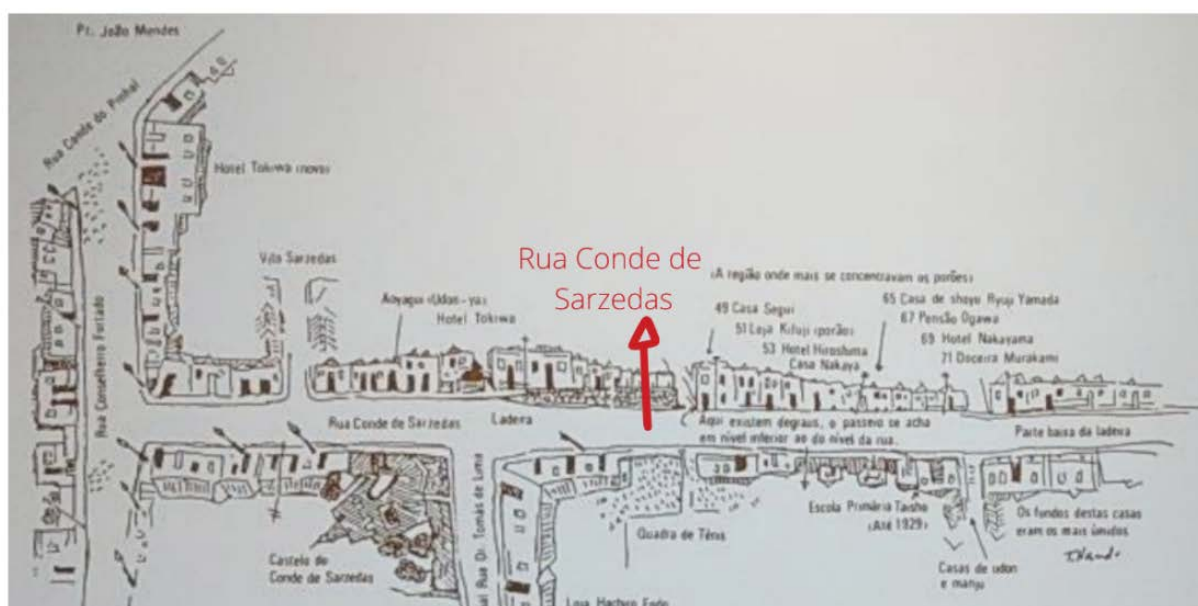 Pr. João Mendes
Rua Conde do Pinhal
Hotel Tokiwa (novo)
Rua Conselheiro Furtado
Vila Sarzedas
Aoyagui (Udon-ya)
Hotel Tokiwa
Rua Conde de
Sarzedas
(A região onde mais se concentravam os porões)
49 Casa Segui
51 Loja Kifuji (porão)
53 Hotel Hiroshima
Casa Nakaya
65 Casa de shoyu Ryuji Yamada
67 Pensão Ogawa
69 Hotel Nakayama
71 Doceira Murakami
Rua Conde de Sarzedas
Ladeira
Aqui existem degraus, o passeio se acha
em nível inferior ao do nível da rua.
Parte baixa da ladeira
Castelo do
Conde de Sarzedas
Rua Dr. Tomás de Lima
Quadra de Tênis
Escola Primária Taisho
(Até 1929)
Os fundos destas casas
eram os mais úmidos
Casas de udon
e manju
Loja Hachiro Endo